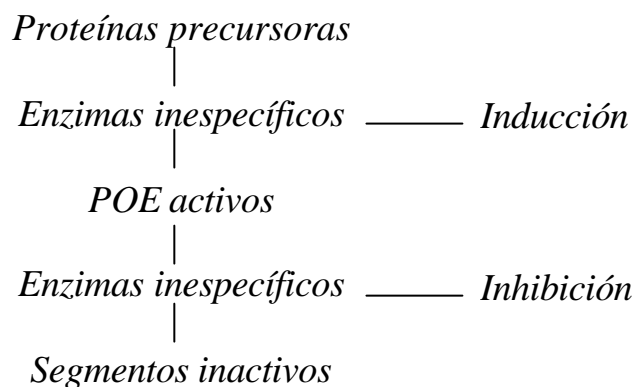 Proteínas precursoras
Enzimas inespecíficos Inducción
POE activos
Enzimas inespecíficos Inhibición
Segmentos inactivos